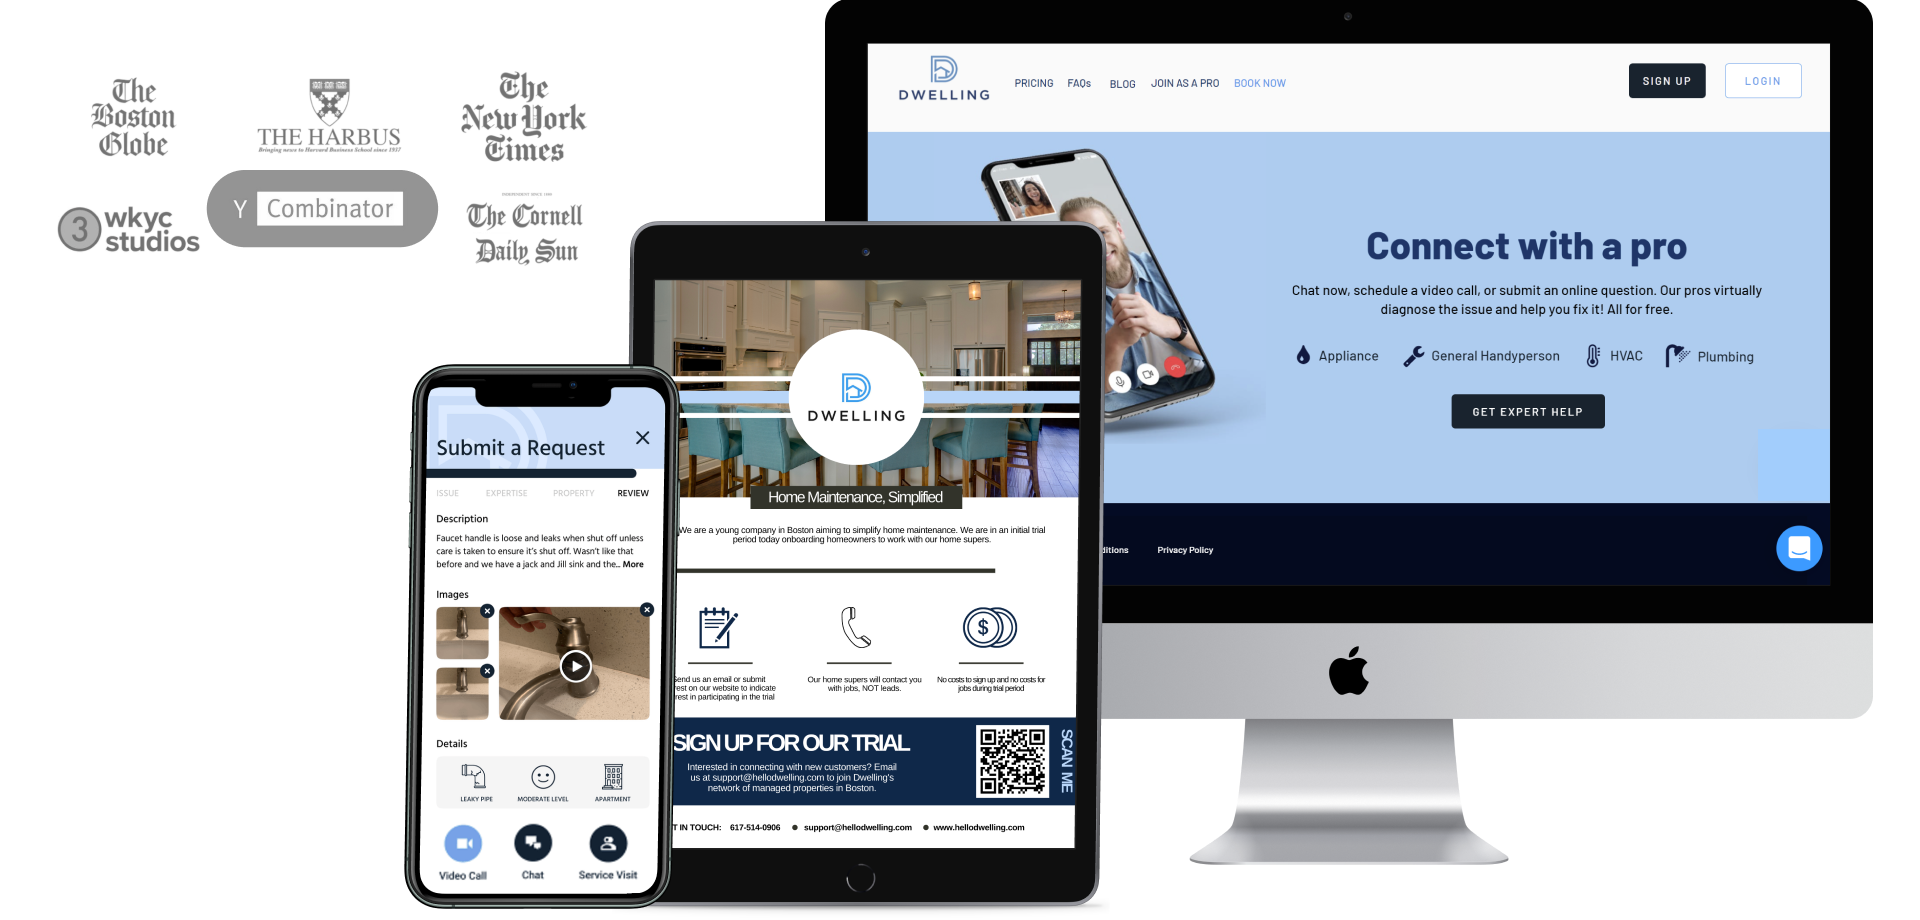 The
Boston
Globe
THE HARBUS
Bringing news to Harvard Business School since 1937
The
New York
Times
3 wkyc
studios
Y Combinator
INDEPENDENT SINCE 1880
The Cornell
Daily Sun
DWELLING
PRICING FAQs BLOG JOIN AS A PRO BOOK NOW
SIGN UP LOGIN
Connect with a pro
Chat now, schedule a video call, or submit an online question. Our pros virtually
diagnose the issue and help you fix it! All for free.
Appliance General Handyperson HVAC Plumbing
GET EXPERT HELP
ditions Privacy Policy
DWELLING
Home Maintenance, Simplified
We are a young company in Boston aiming to simplify home maintenance. We are in an initial trial
period today onboarding homeowners to work with our home supers.
Send us an email or submit
rest on our website to indicate
rest in participating in the trial
Our home supers will contact you
with jobs, NOT leads.
No costs to sign up and no costs for
jobs during trial period
SIGN UP FOR OUR TRIAL
Interested in connecting with new customers? Email
us at support@hellodwelling.com to join Dwelling's
network of managed properties in Boston.
SCAN ME
T IN TOUCH: 617-514-0906 ● support@hellodwelling.com ● www.hellodwelling.com
Submit a Request
ISSUE EXPERTISE PROPERTY REVIEW
Description
Faucet handle is loose and leaks when shut off unless
care is taken to ensure it's shut off. Wasn't like that
before and we have a jack and Jill sink and the... More
Images
Details
LEAKY PIPE MODERATE LEVEL APARTMENT
Video Call Chat Service Visit